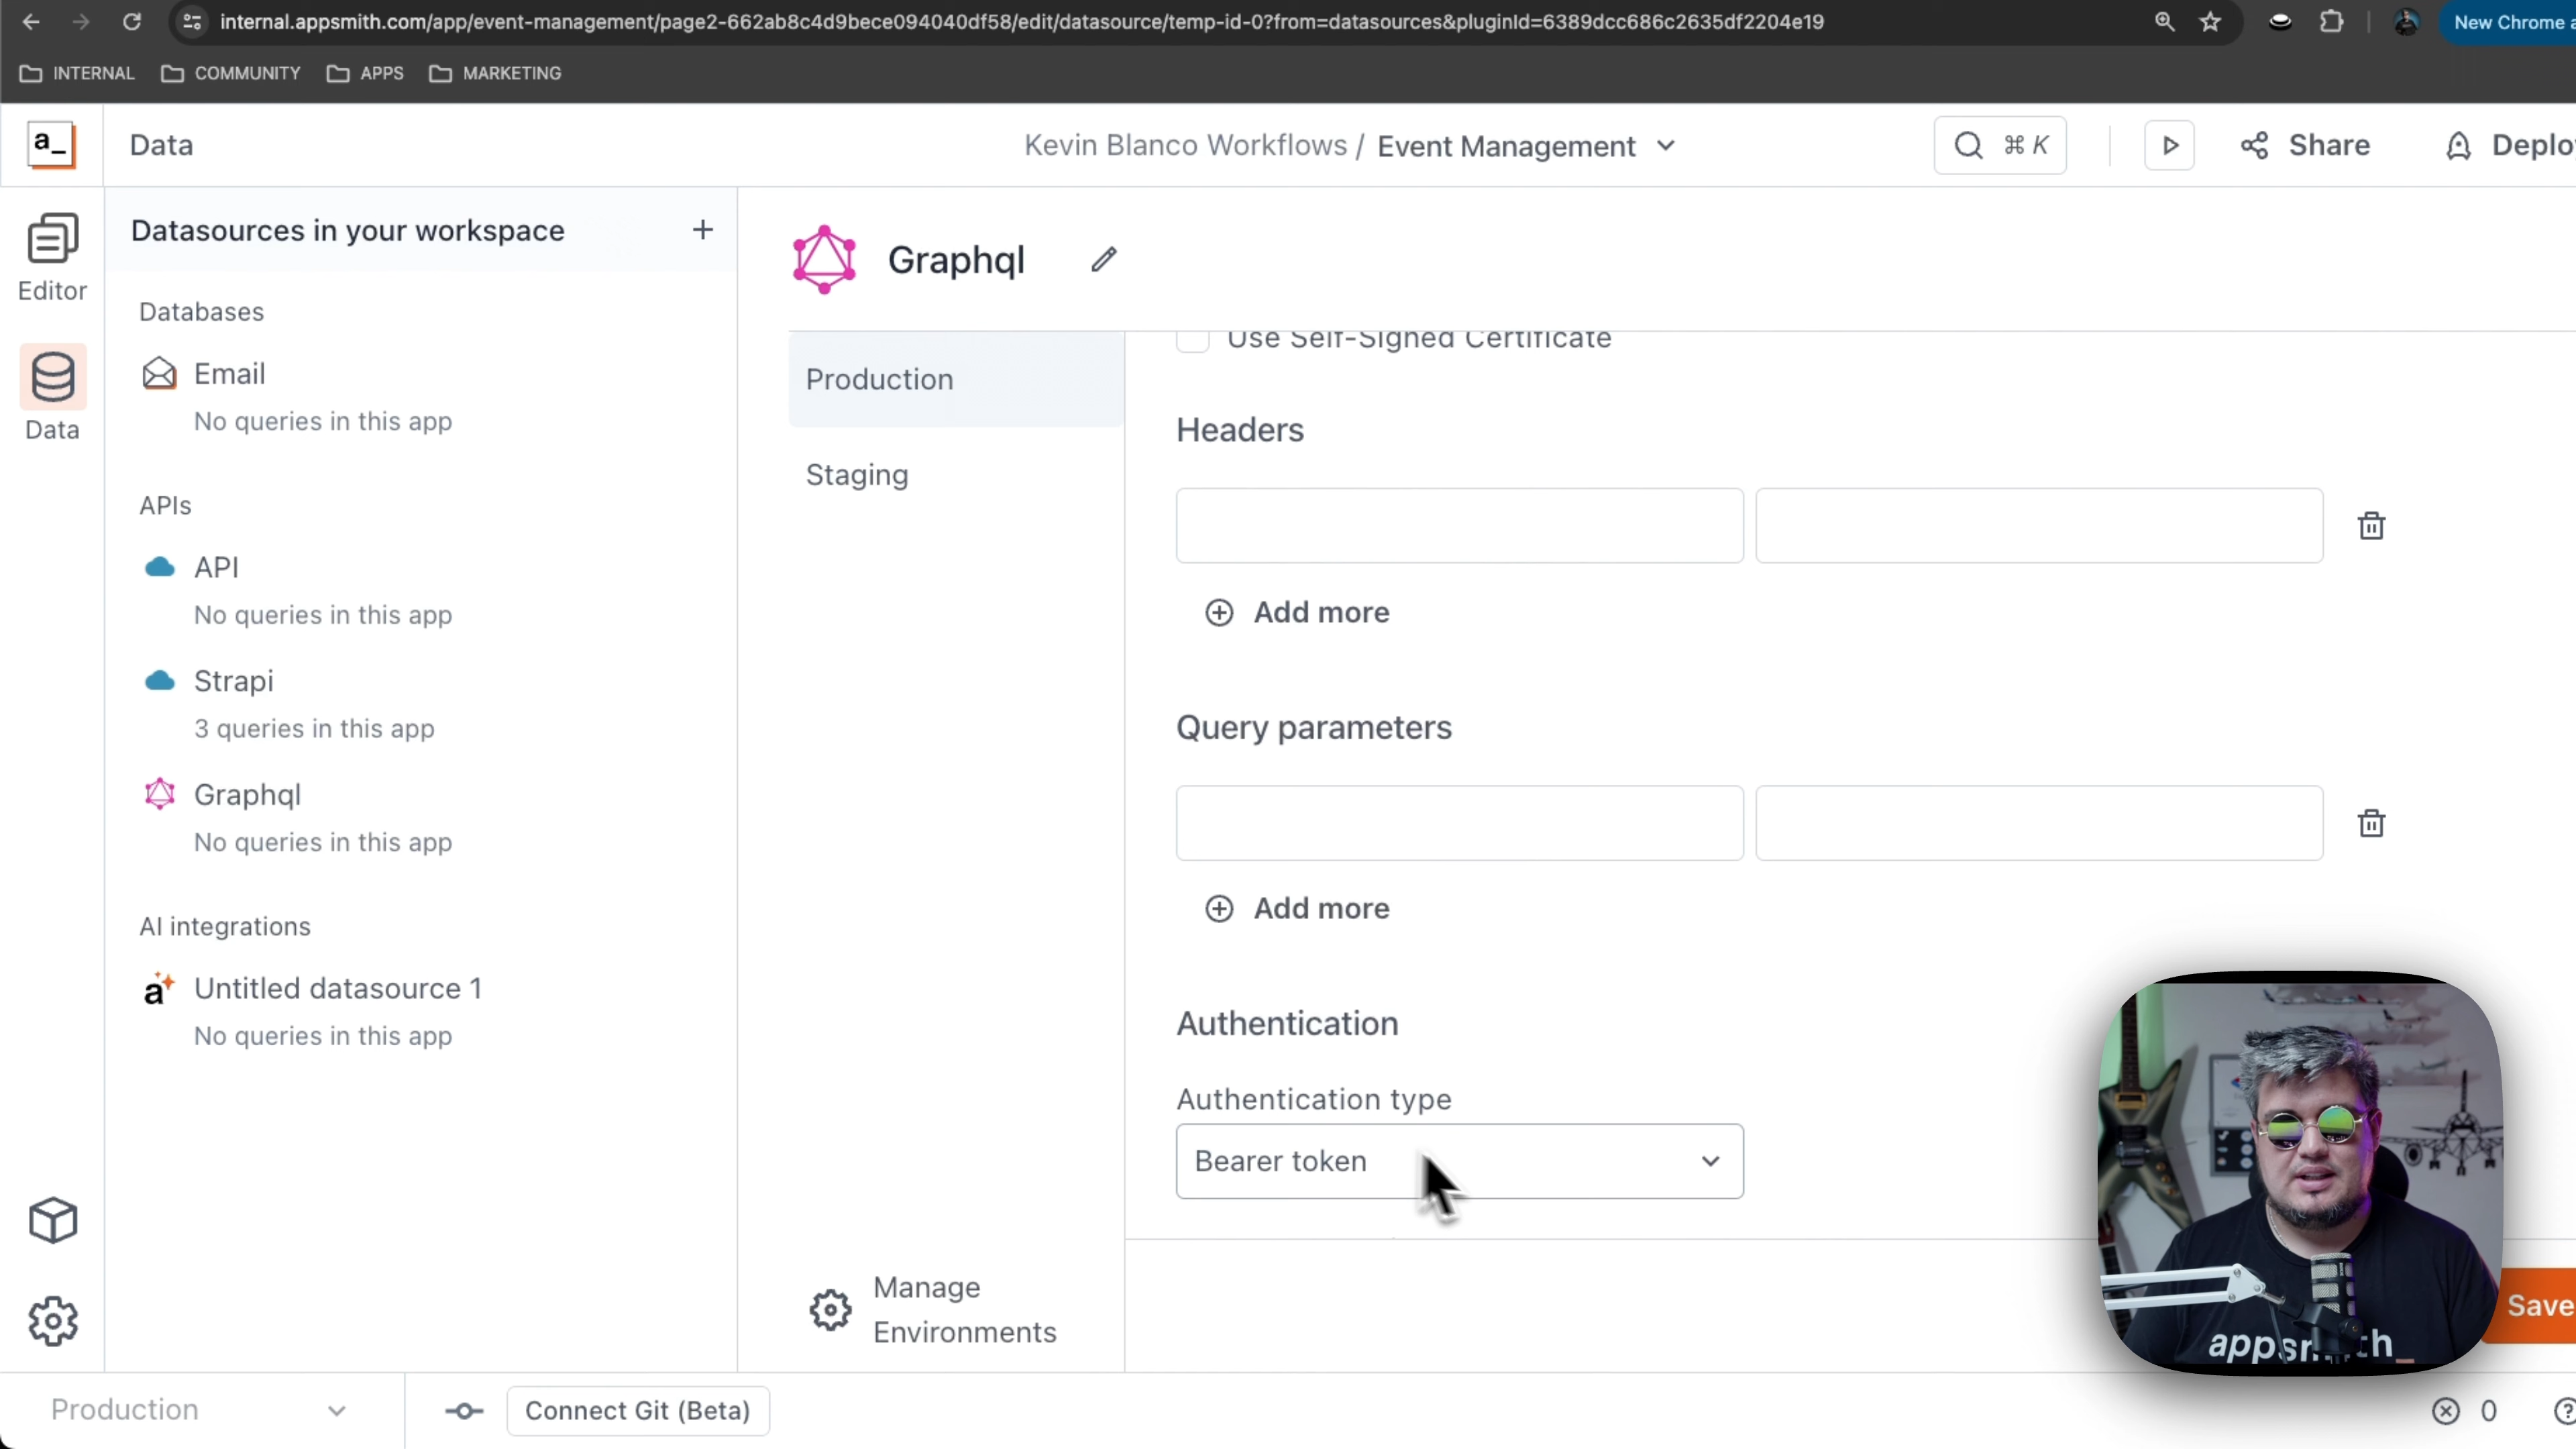 internal.appsmith.com/app/event-management/page2-662ab8c4d9bece094040df58/edit/datasource/temp-id-0?from=datasources&pluginId=6389dcc686c2635df2204e19
New Chrome a
INTERNAL
COMMUNITY
APPS
MARKETING
a_
Data
Kevin Blanco Workflows /
Event Management
⌘ K
Share
Deplo
Editor
Data
Datasources in your workspace
Databases
Email
No queries in this app
APIs
API
No queries in this app
Strapi
3 queries in this app
Graphql
No queries in this app
AI integrations
a
Untitled datasource 1
No queries in this app
Graphql
Production
Staging
Manage
Environments
Use Self-Signed Certificate
Headers
Add more
Query parameters
Add more
Authentication
Authentication type
Bearer token
Save
Production
Connect Git (Beta)
0